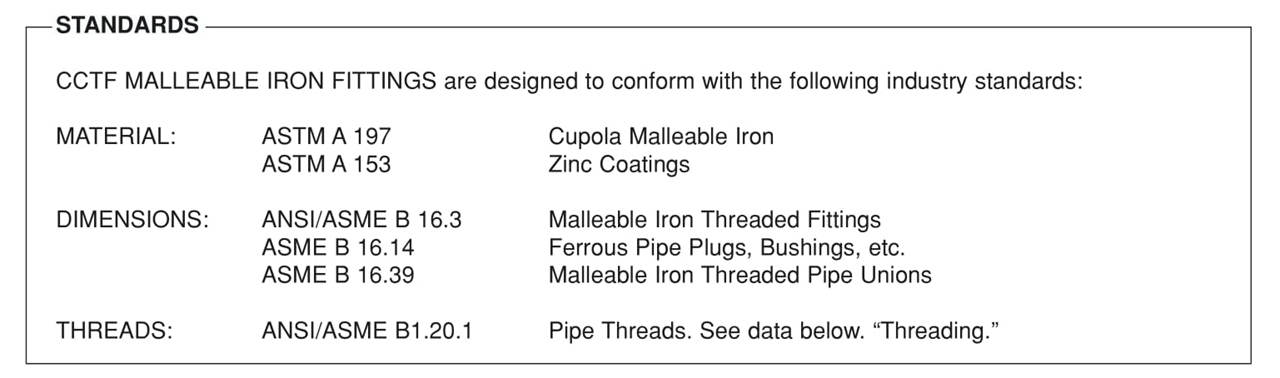 STANDARDS
CCTF MALLEABLE IRON FITTINGS are designed to conform with the following industry standards:
MATERIAL: ASTM A 197 Cupola Malleable Iron
ASTM A 153 Zinc Coatings
DIMENSIONS: ANSI/ASME B 16.3 Malleable Iron Threaded Fittings
ASME B 16.14 Ferrous Pipe Plugs, Bushings, etc.
ASME B 16.39 Malleable Iron Threaded Pipe Unions
THREADS: ANSI/ASME B1.20.1 Pipe Threads. See data below. “Threading.”